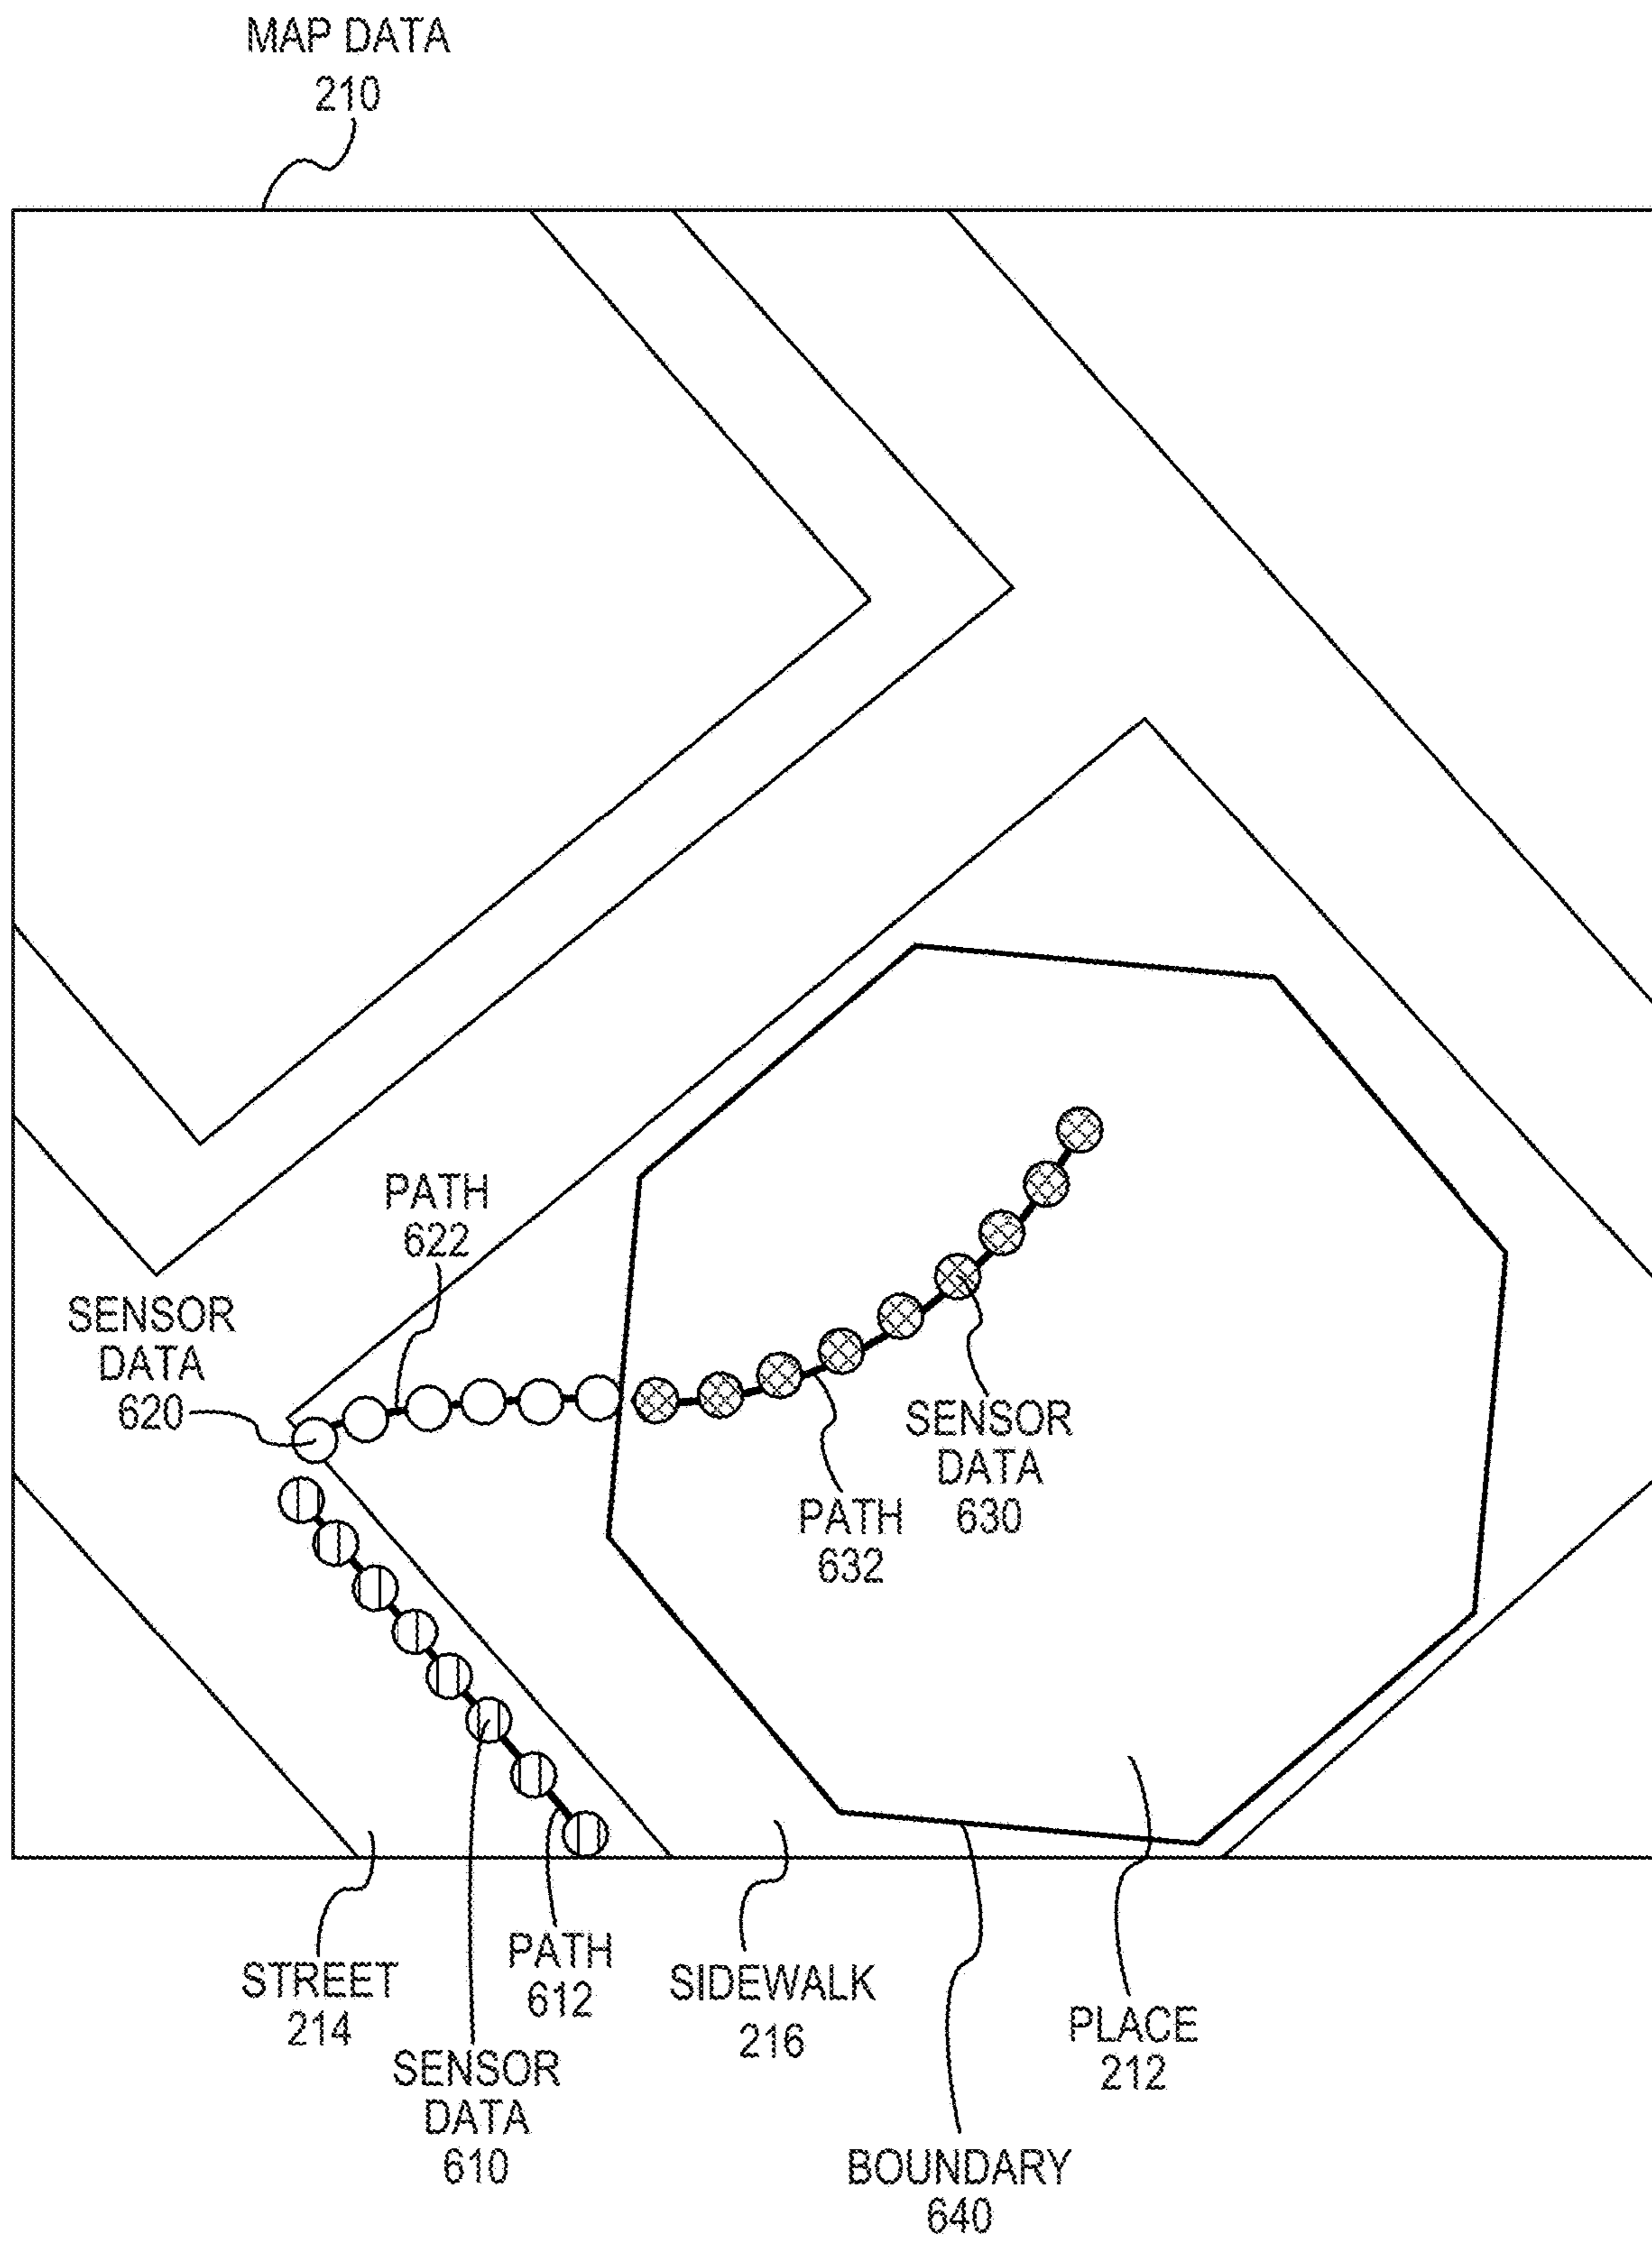 MAP DATA
210
PATH
622
SENSOR
DATA
620
SENSOR
DATA
630
PATH
632
STREET
214
PATH
612
SENSOR
DATA
610
SIDEWALK
216
PLACE
212
BOUNDARY
640